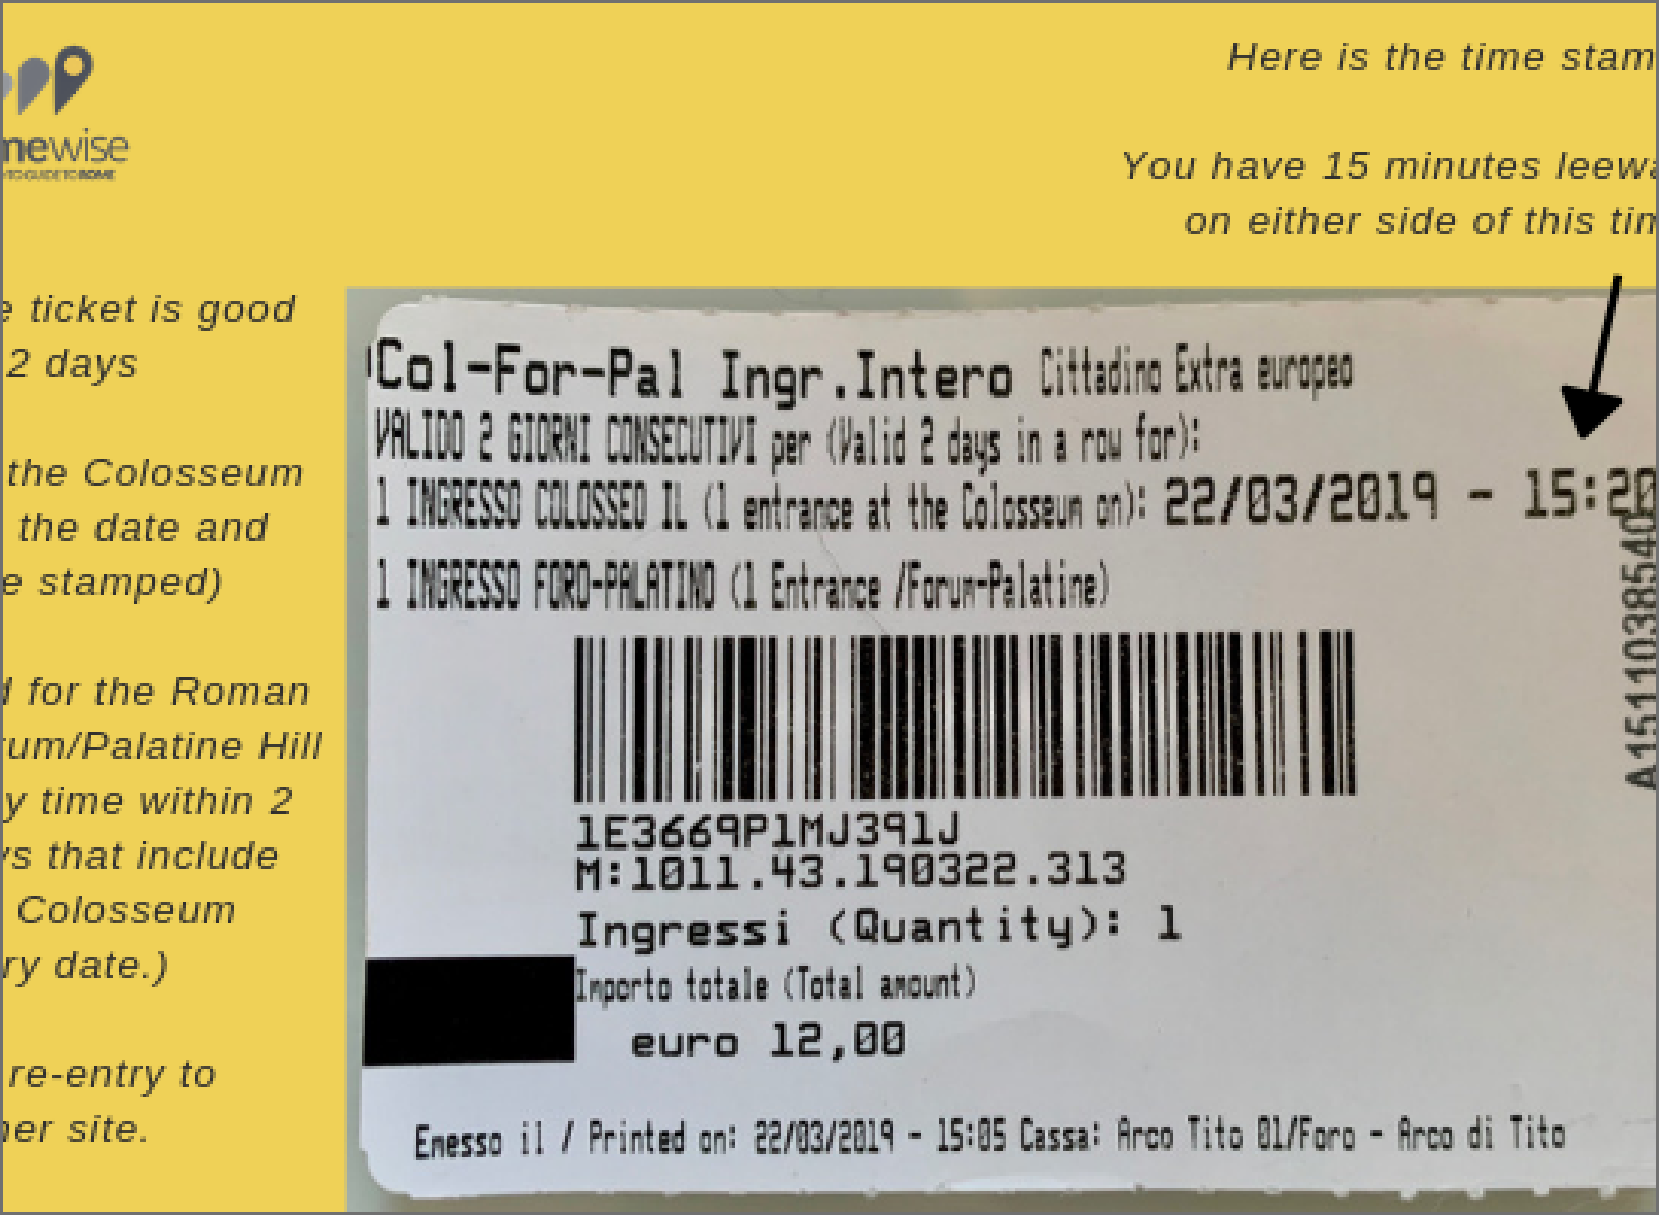 mewise
Here is the time stam
You have 15 minutes leewa
on either side of this tim
e ticket is good
2 days
the Colosseum
the date and
e stamped)
d for the Roman
rum/Palatine Hill
y time within 2
ys that include
Colosseum
ry date.)
re-entry to
her site.
Col-For-Pal Ingr.Intero Cittadino Extra europeo
VALIDO 2 GIORNI CONSECUTIVI per (Valid 2 days in a row for):
1 INGRESSO COLOSSEO IL (1 entrance at the Colosseum on): 22/03/2019 - 15:20
1 INGRESSO FORO-PALATINO (1 Entrance /Forum-Palatine)
A1511038540
1E3669P1MJ391J
M:1011.43.190322.313
Ingressi (Quantity): 1
Importo totale (Total amount)
euro 12,00
Emesso il / Printed on: 22/03/2019 - 15:05 Cassa: Arco Tito 01/Foro - Arco di Tito